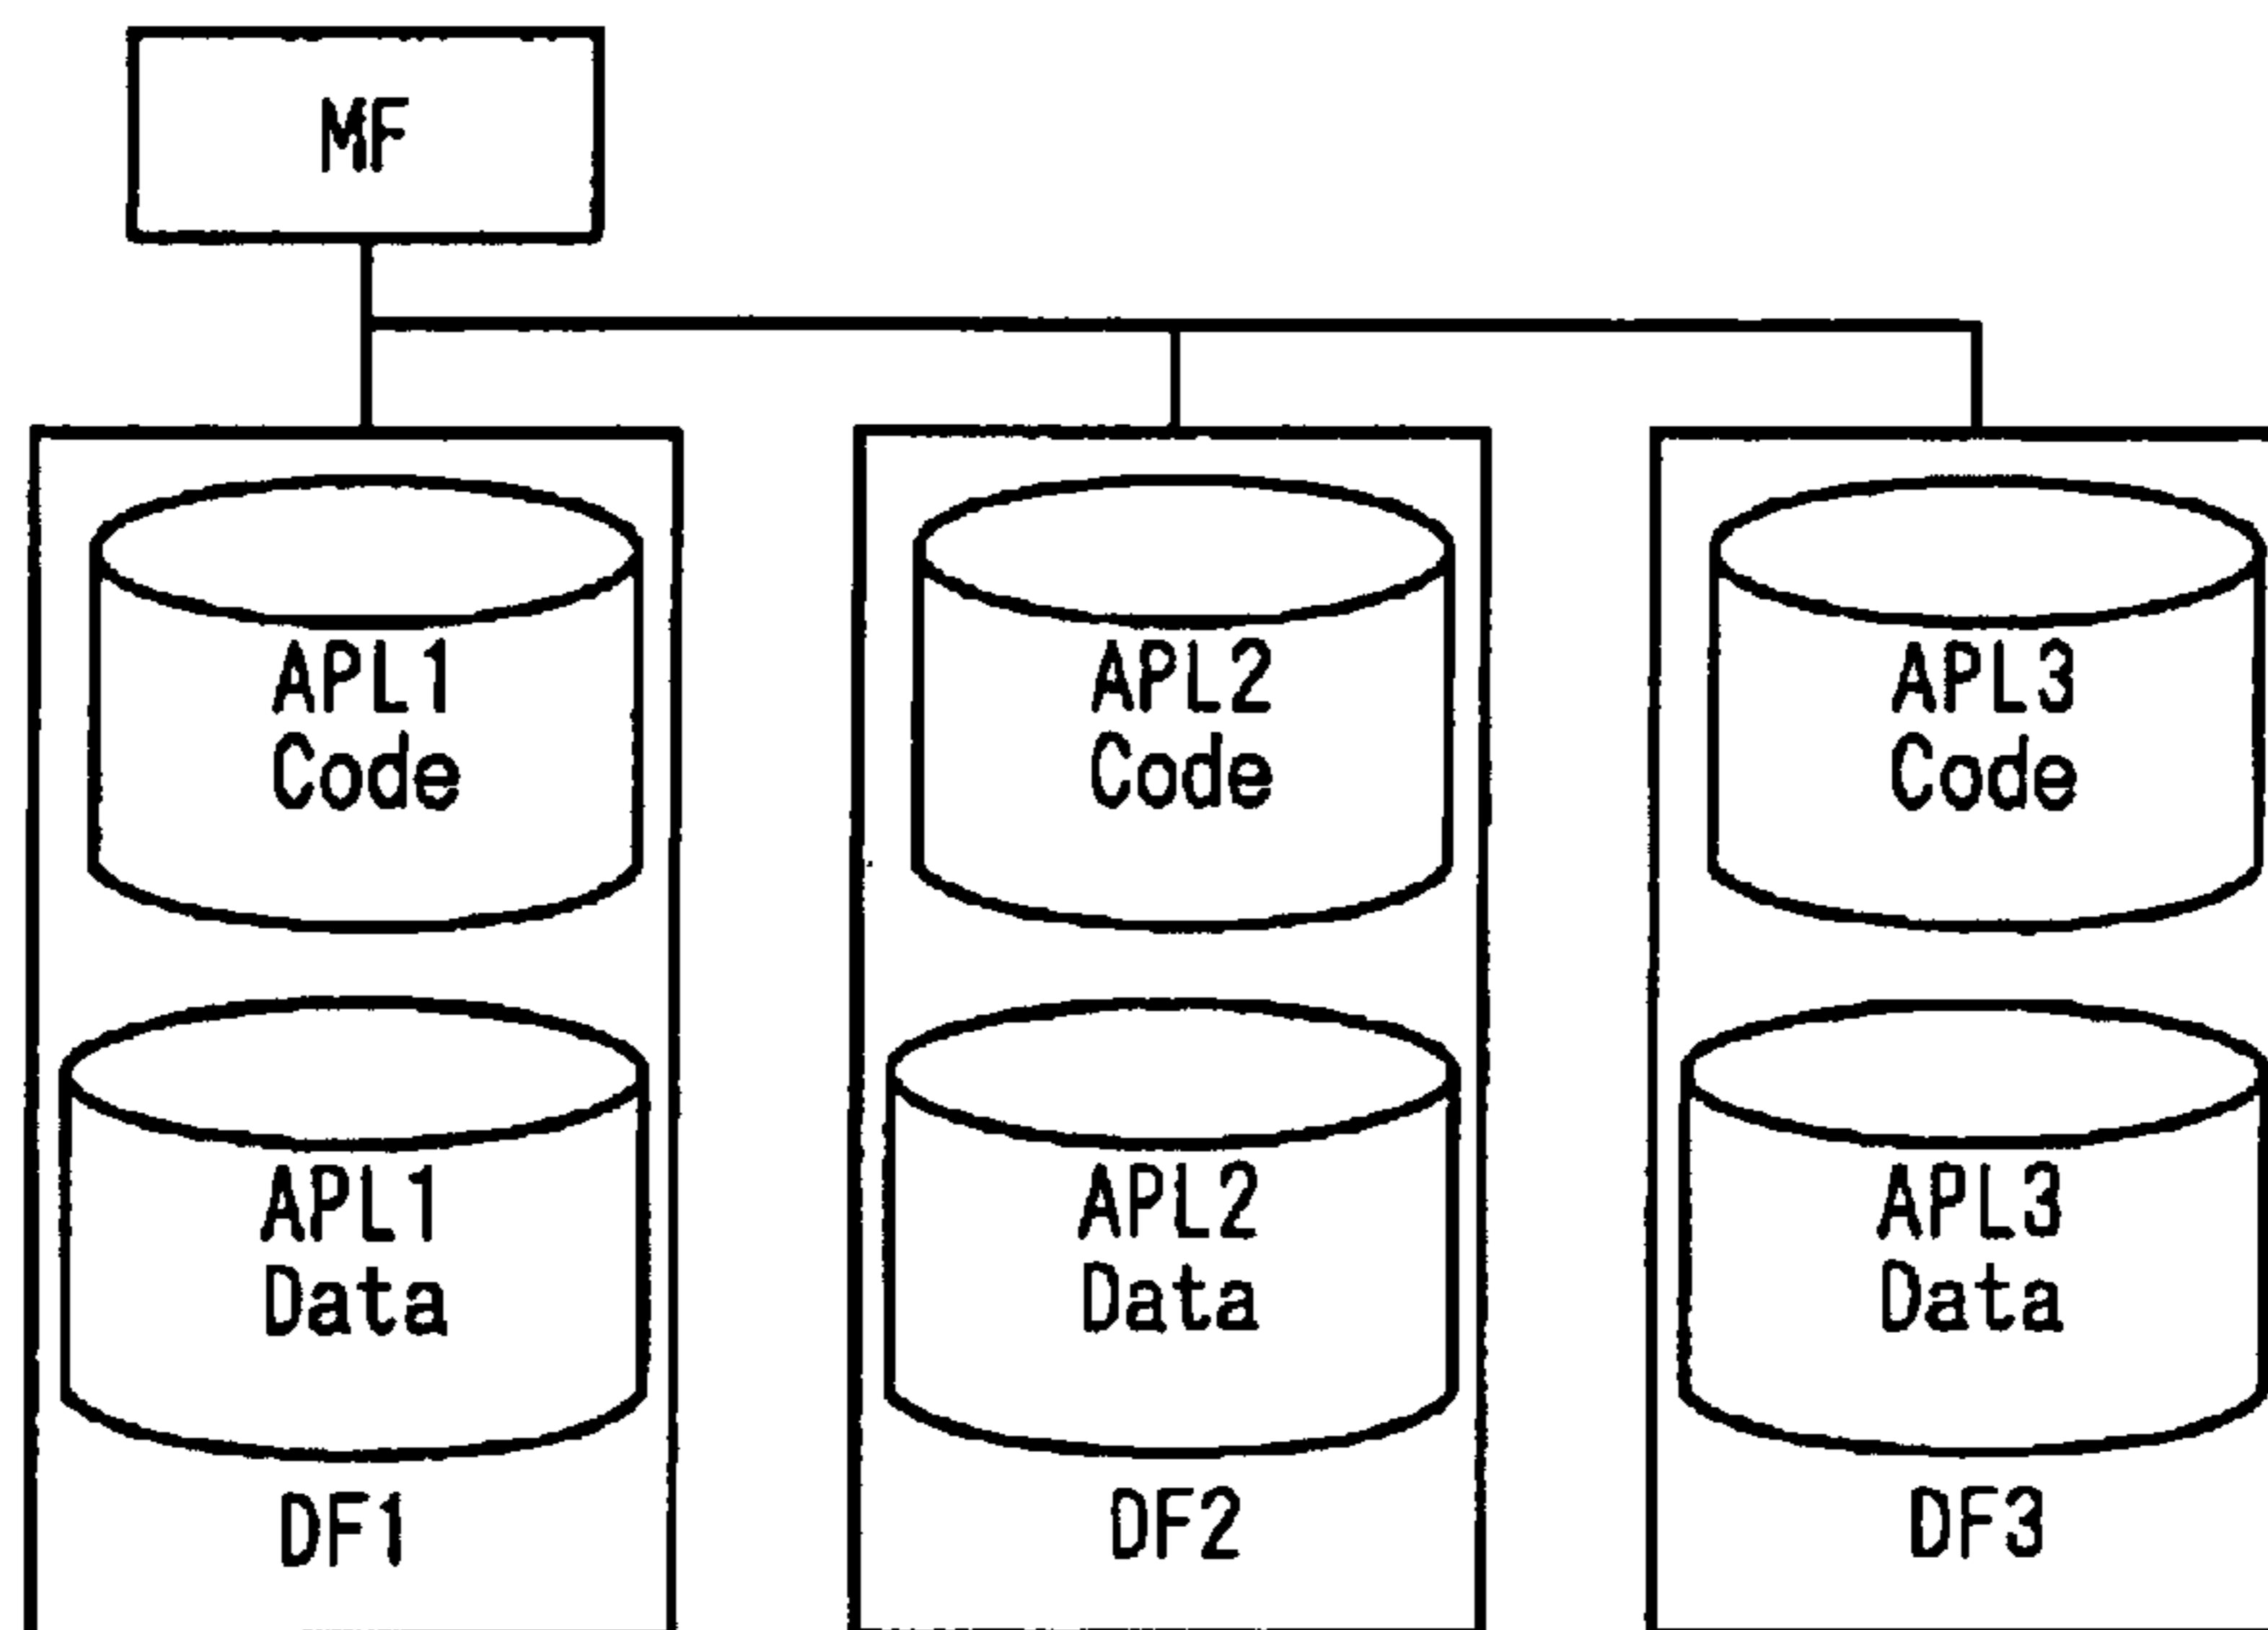 MF
APL1
Code
APL1
Data
DF1
APL2
Code
APL2
Data
DF2
APL3
Code
APL3
Data
DF3